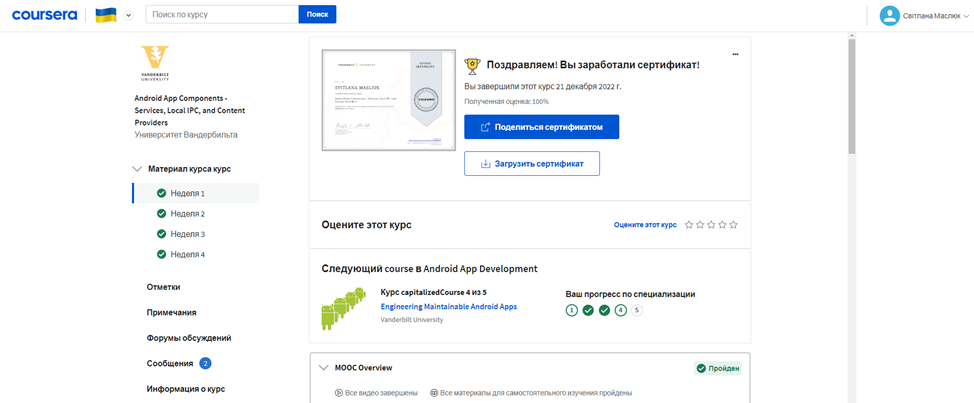 coursera
Поиск по курсу
Поиск
Світлана Маслюк
VANDERBILT
UNIVERSITY
Android App Components -
Services, Local IPC, and Content
Providers
Университет Вандербильта
Материал курса курс
Неделя 1
Неделя 2
Неделя 3
Неделя 4
Отметки
Примечания
Форумы обсуждений
Сообщения 2
Информация о курс
SVITLANA MASLIUK
Поздравляем! Вы заработали сертификат!
Вы завершили этот курс 21 декабря 2022 г.
Полученная оценка: 100%
Поделиться сертификатом
Загрузить сертификат
Оцените этот курс
Оцените этот курс
Следующий course в Android App Development
Курс capitalizedCourse 4 из 5
Engineering Maintainable Android Apps
Vanderbilt University
Ваш прогресс по специализации
1 4 5
MOOC Overview
Пройден
Все видео завершены
Все материалы для самостоятельного изучения пройдены